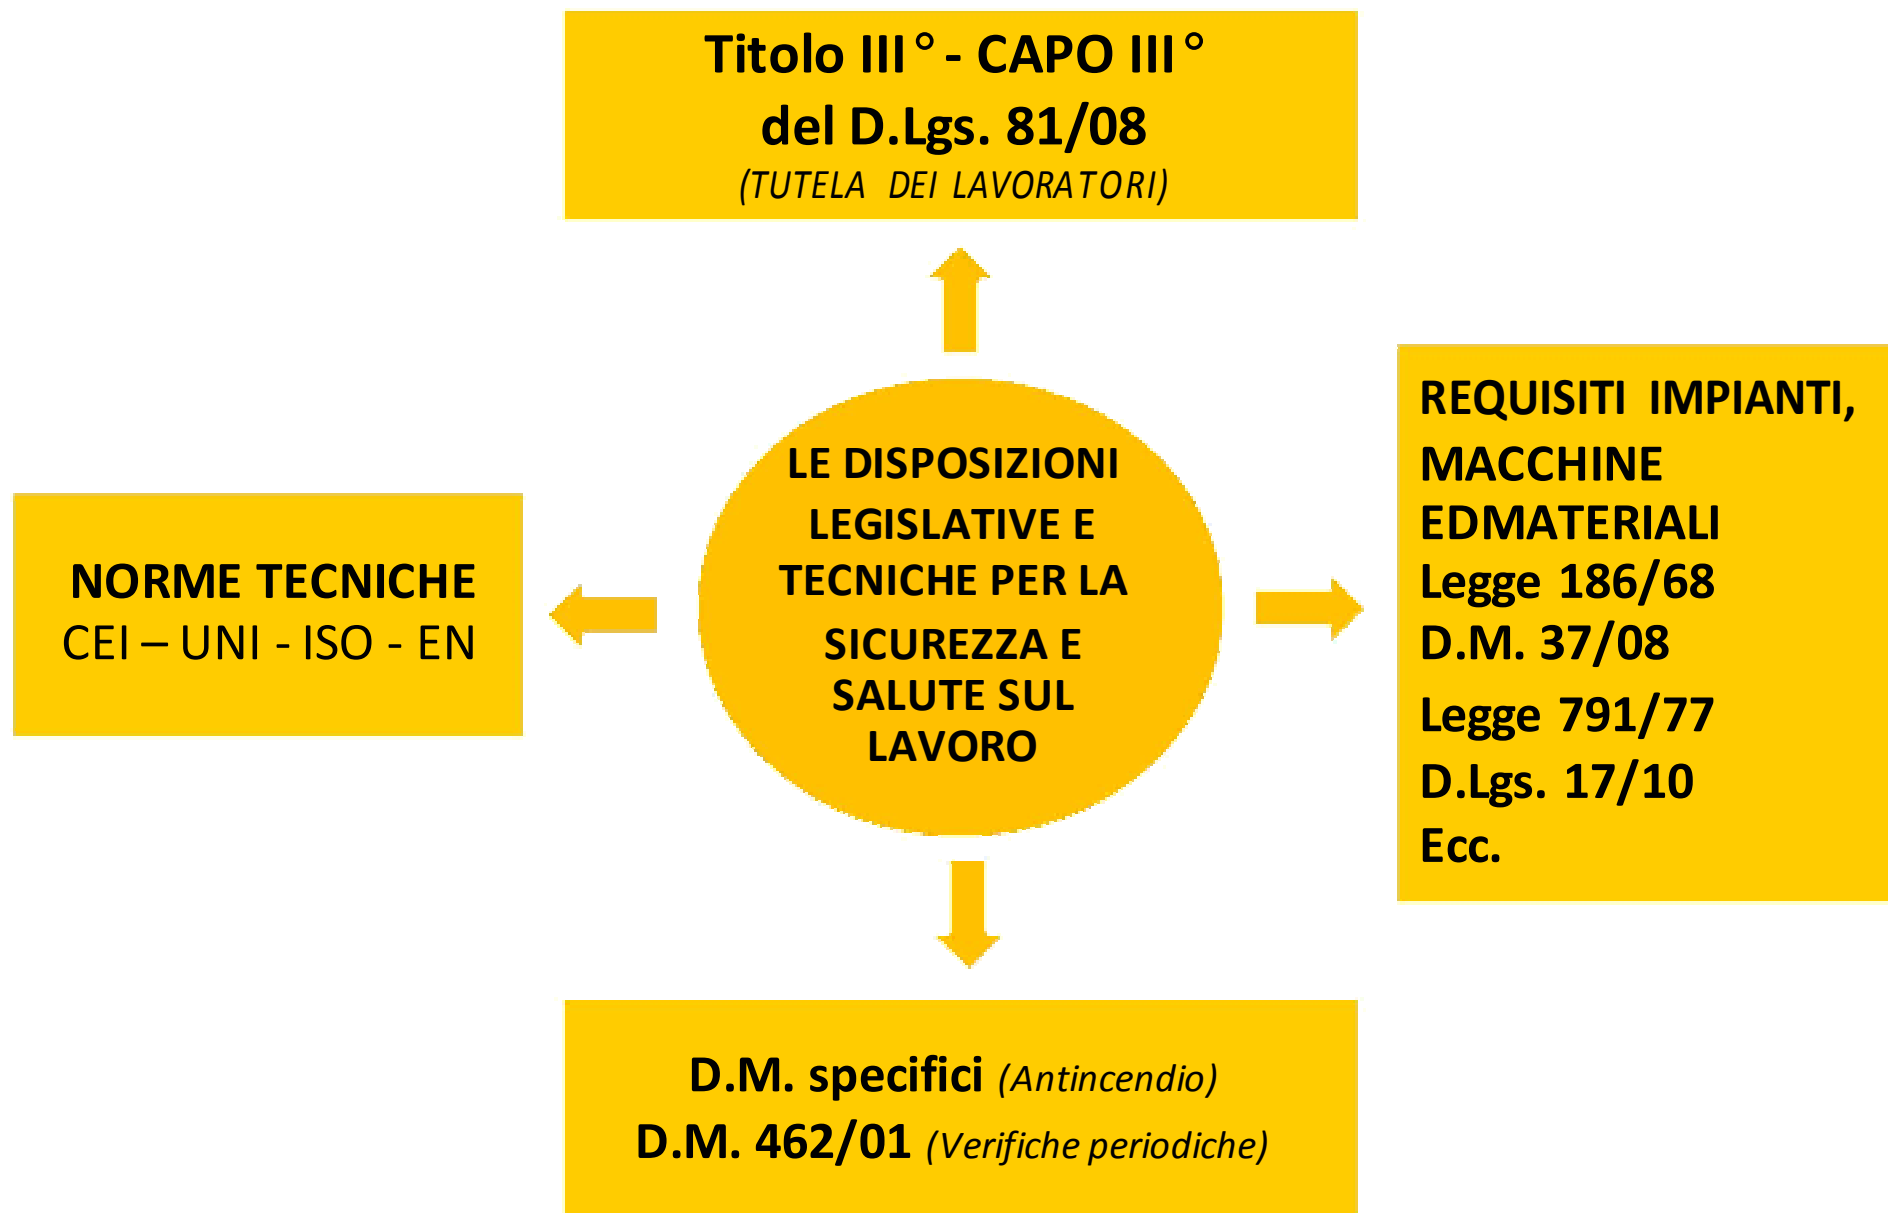 Titolo III° - CAPO III°
del D.Lgs. 81/08
(TUTELA DEI LAVORATORI)
LE DISPOSIZIONI
LEGISLATIVE E
TECNICHE PER LA
SICUREZZA E
SALUTE SUL
LAVORO
NORME TECNICHE
CEI – UNI - ISO - EN
REQUISITI IMPIANTI,
MACCHINE
EDMATERIALI
Legge 186/68
D.M. 37/08
Legge 791/77
D.Lgs. 17/10
Ecc.
D.M. specifici (Antincendio)
D.M. 462/01 (Verifiche periodiche)